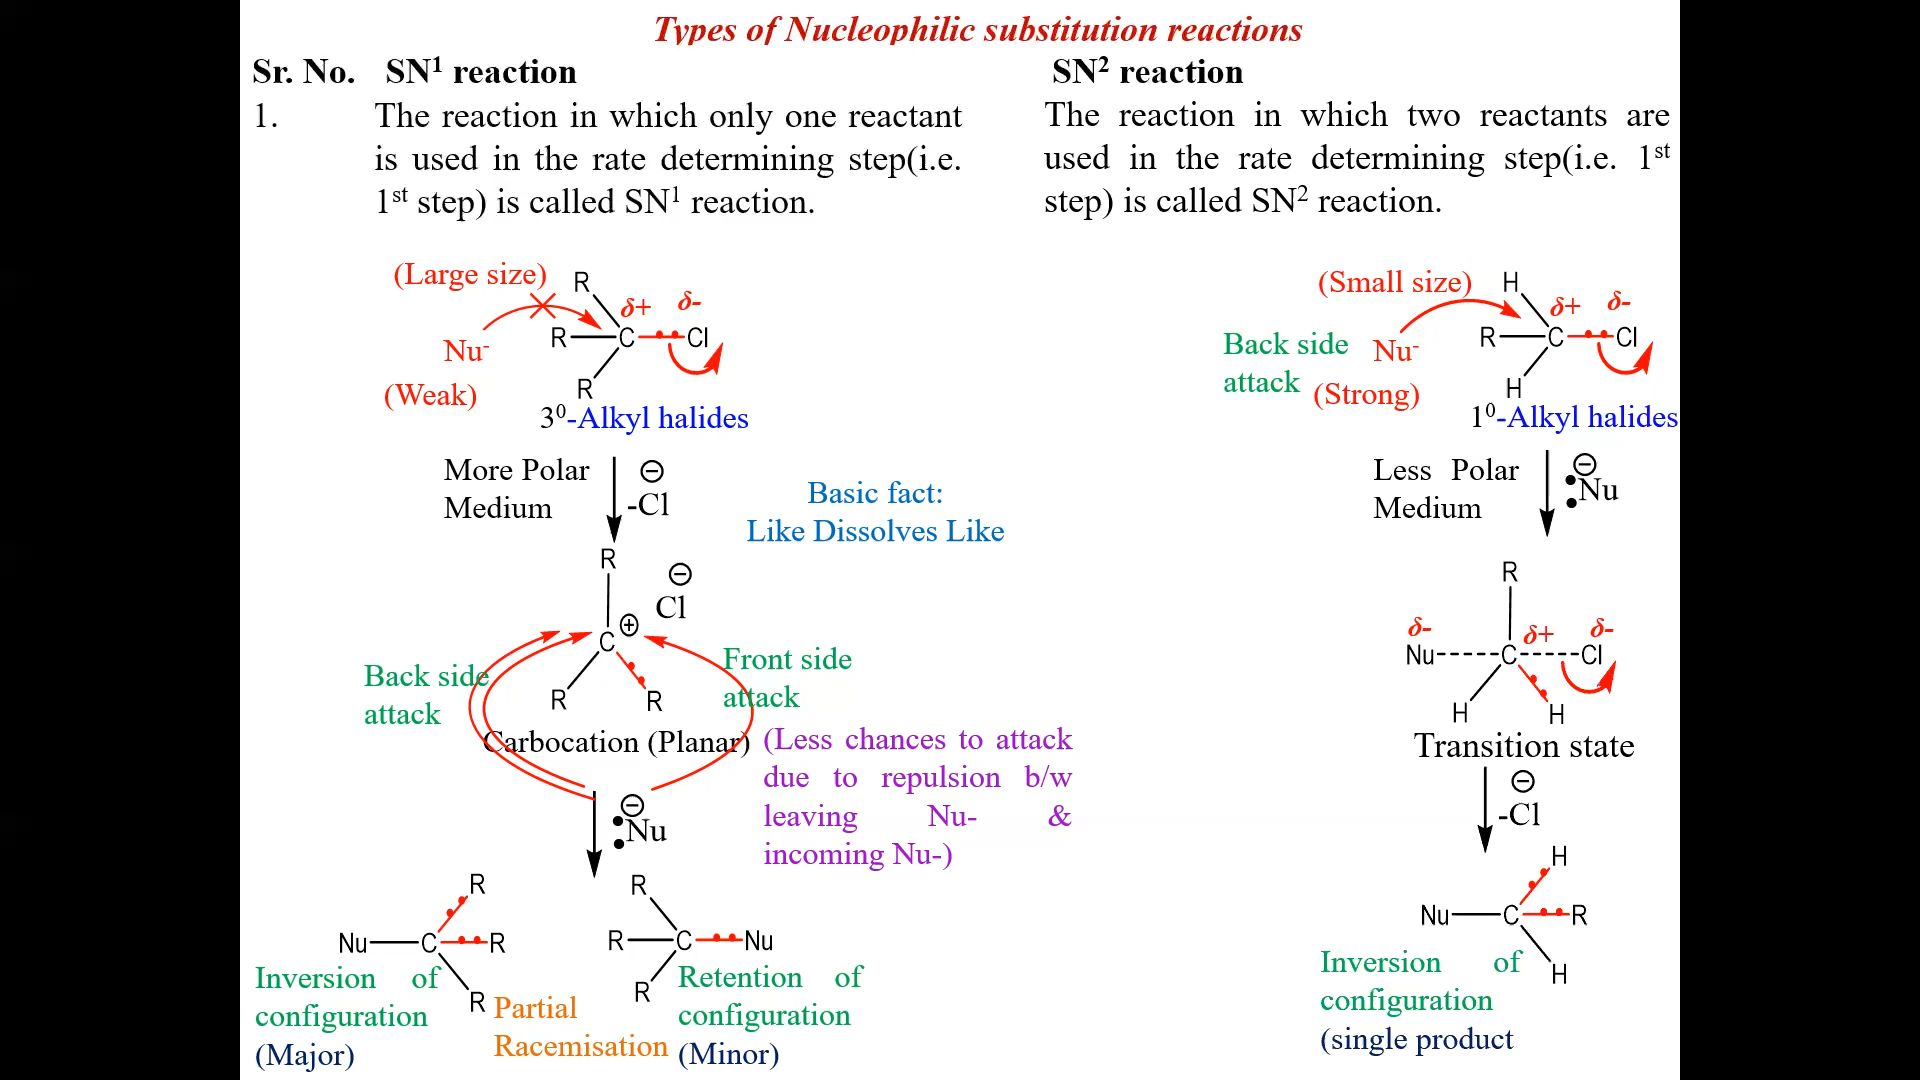 Types of Nucleophilic substitution reactions
Sr. No. SN¹ reaction
SN² reaction
1.
The reaction in which only one reactant
is used in the rate determining step(i.e.
1st step) is called SN¹ reaction.
The reaction in which two reactants are
used in the rate determining step(i.e. 1st
step) is called SN² reaction.
(Large size)
R
δ+ δ-
R C Cl
Nu-
(Weak)
R
3⁰-Alkyl halides
More Polar
Medium
⊖
-Cl
Basic fact:
Like Dissolves Like
R
⊖
Cl
⊕
C
R R
Back side
attack
Front side
attack
Carbocation (Planar)
(Less chances to attack
due to repulsion b/w
leaving Nu- &
incoming Nu-)
⊖
:Nu
R
Nu C R
R
Inversion of
configuration
(Major)
Partial
Racemisation
R
R C Nu
R
Retention of
configuration
(Minor)
(Small size)
H
δ+ δ-
R C Cl
Back side
attack
Nu-
(Strong)
H
1⁰-Alkyl halides
Less Polar
Medium
⊖
:Nu
R
δ- δ+ δ-
Nu C Cl
H H
Transition state
⊖
-Cl
H
Nu C R
H
Inversion of
configuration
(single product